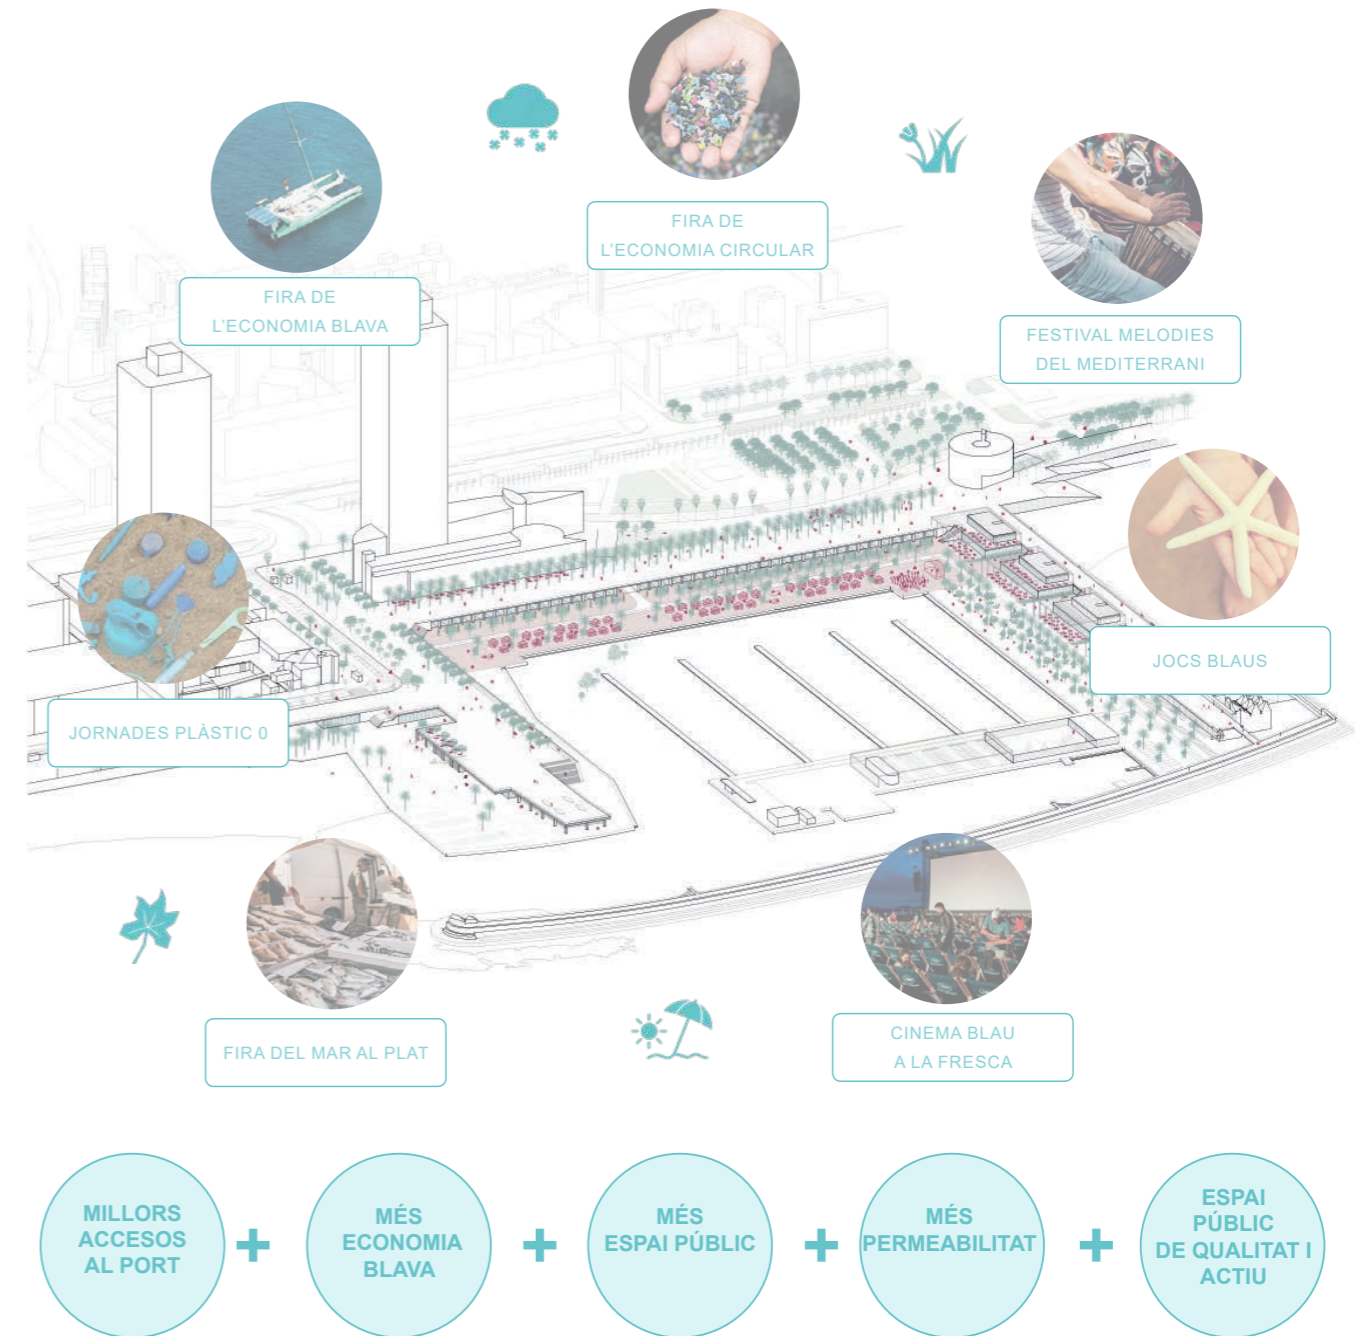 FIRA DE
L'ECONOMIA CIRCULAR
FIRA DE
L'ECONOMIA BLAVA
FESTIVAL MELODIES
DEL MEDITERRANI
JOCS BLAUS
JORNADES PLÀSTIC 0
FIRA DEL MAR AL PLAT
CINEMA BLAU
A LA FRESCA
MILLORS
ACCESOS
AL PORT
MÉS
ECONOMIA
BLAVA
MÉS
ESPAI PÚBLIC
MÉS
PERMEABILITAT
ESPAI
PÚBLIC
DE QUALITAT I
ACTIU